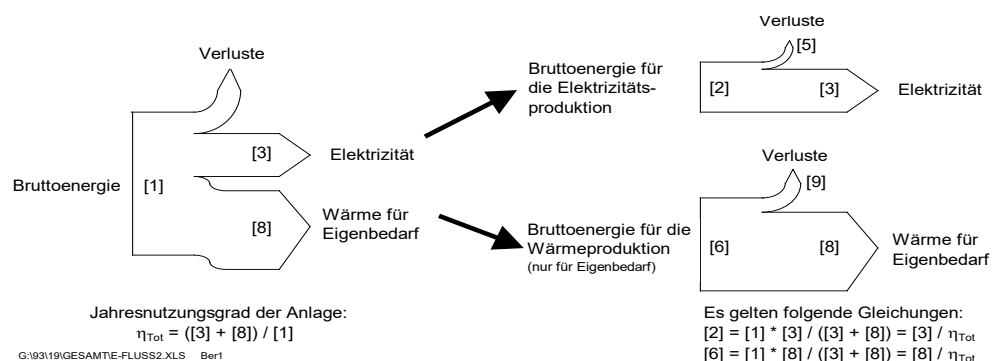 Verluste
Bruttoenergie
[1]
[3]
Elektrizität
[8]
Wärme für
Eigenbedarf
Jahresnutzungsgrad der Anlage:
ηTot = ([3] + [8]) / [1]
G:\93\19\GESAMT\E-FLUSS2.XLS Ber1
Bruttoenergie für
die Elektrizitäts-
produktion
Verluste
[5]
[2]
[3]
Elektrizität
Bruttoenergie für die
Wärmeproduktion
(nur für Eigenbedarf)
Verluste
[9]
[6]
[8]
Wärme für
Eigenbedarf
Es gelten folgende Gleichungen:
[2] = [1] * [3] / ([3] + [8]) = [3] / ηTot
[6] = [1] * [8] / ([3] + [8]) = [8] / ηTot